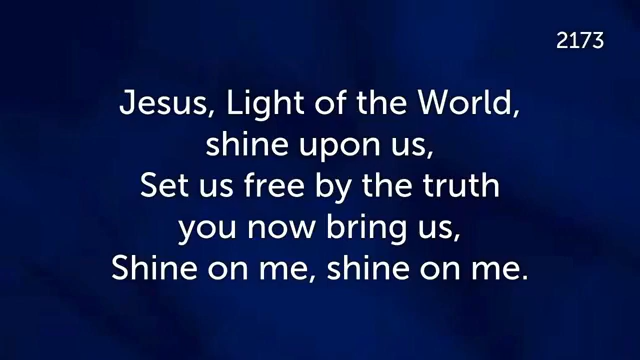 2173
Jesus, Light of the World,
shine upon us,
Set us free by the truth
you now bring us,
Shine on me, shine on me.